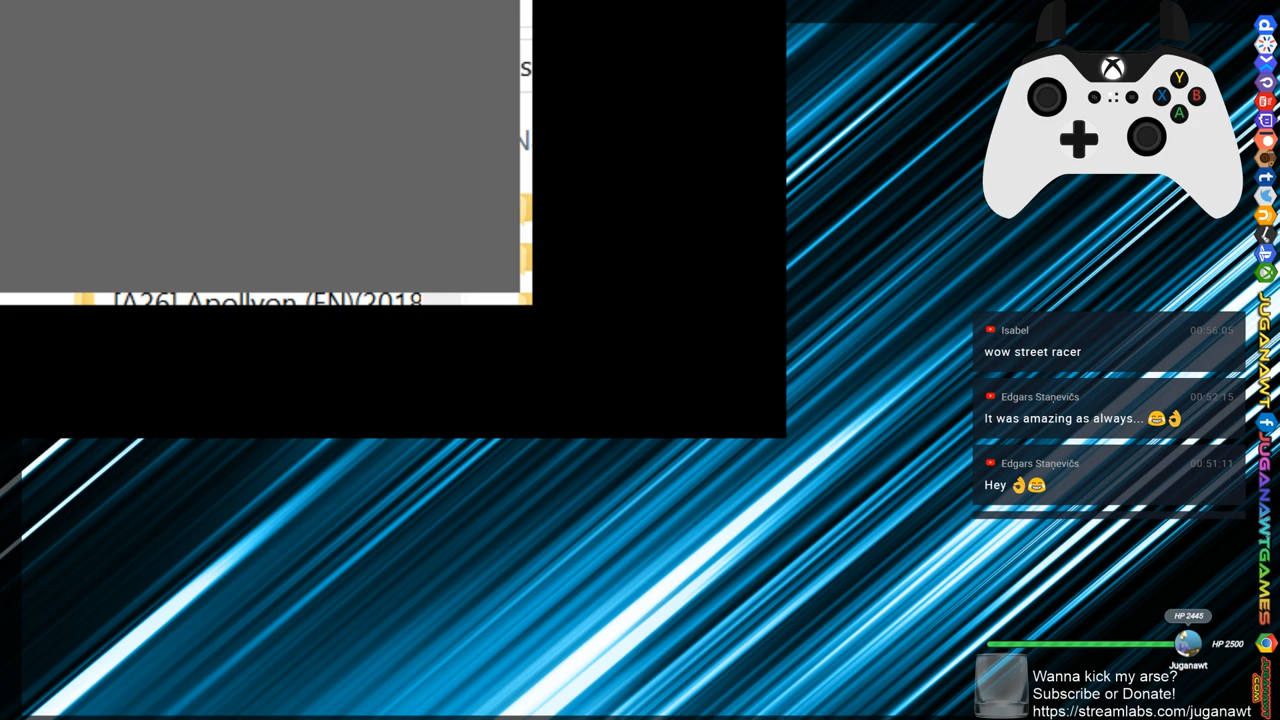 s
N
[A26] Apollyon (EN)(2018
Y
X
B
A
Isabel 00:56:05
wow street racer
Edgars Staņevičs 00:52:15
It was amazing as always... 😂👌
Edgars Staņevičs 00:51:11
Hey 👌😂
HP 2445
HP 2500
Juganawt
Wanna kick my arse?
Subscribe or Donate!
https://streamlabs.com/juganawt
JUGANAWT
JUGANAWTGAMES
JUGANAWT
.COM